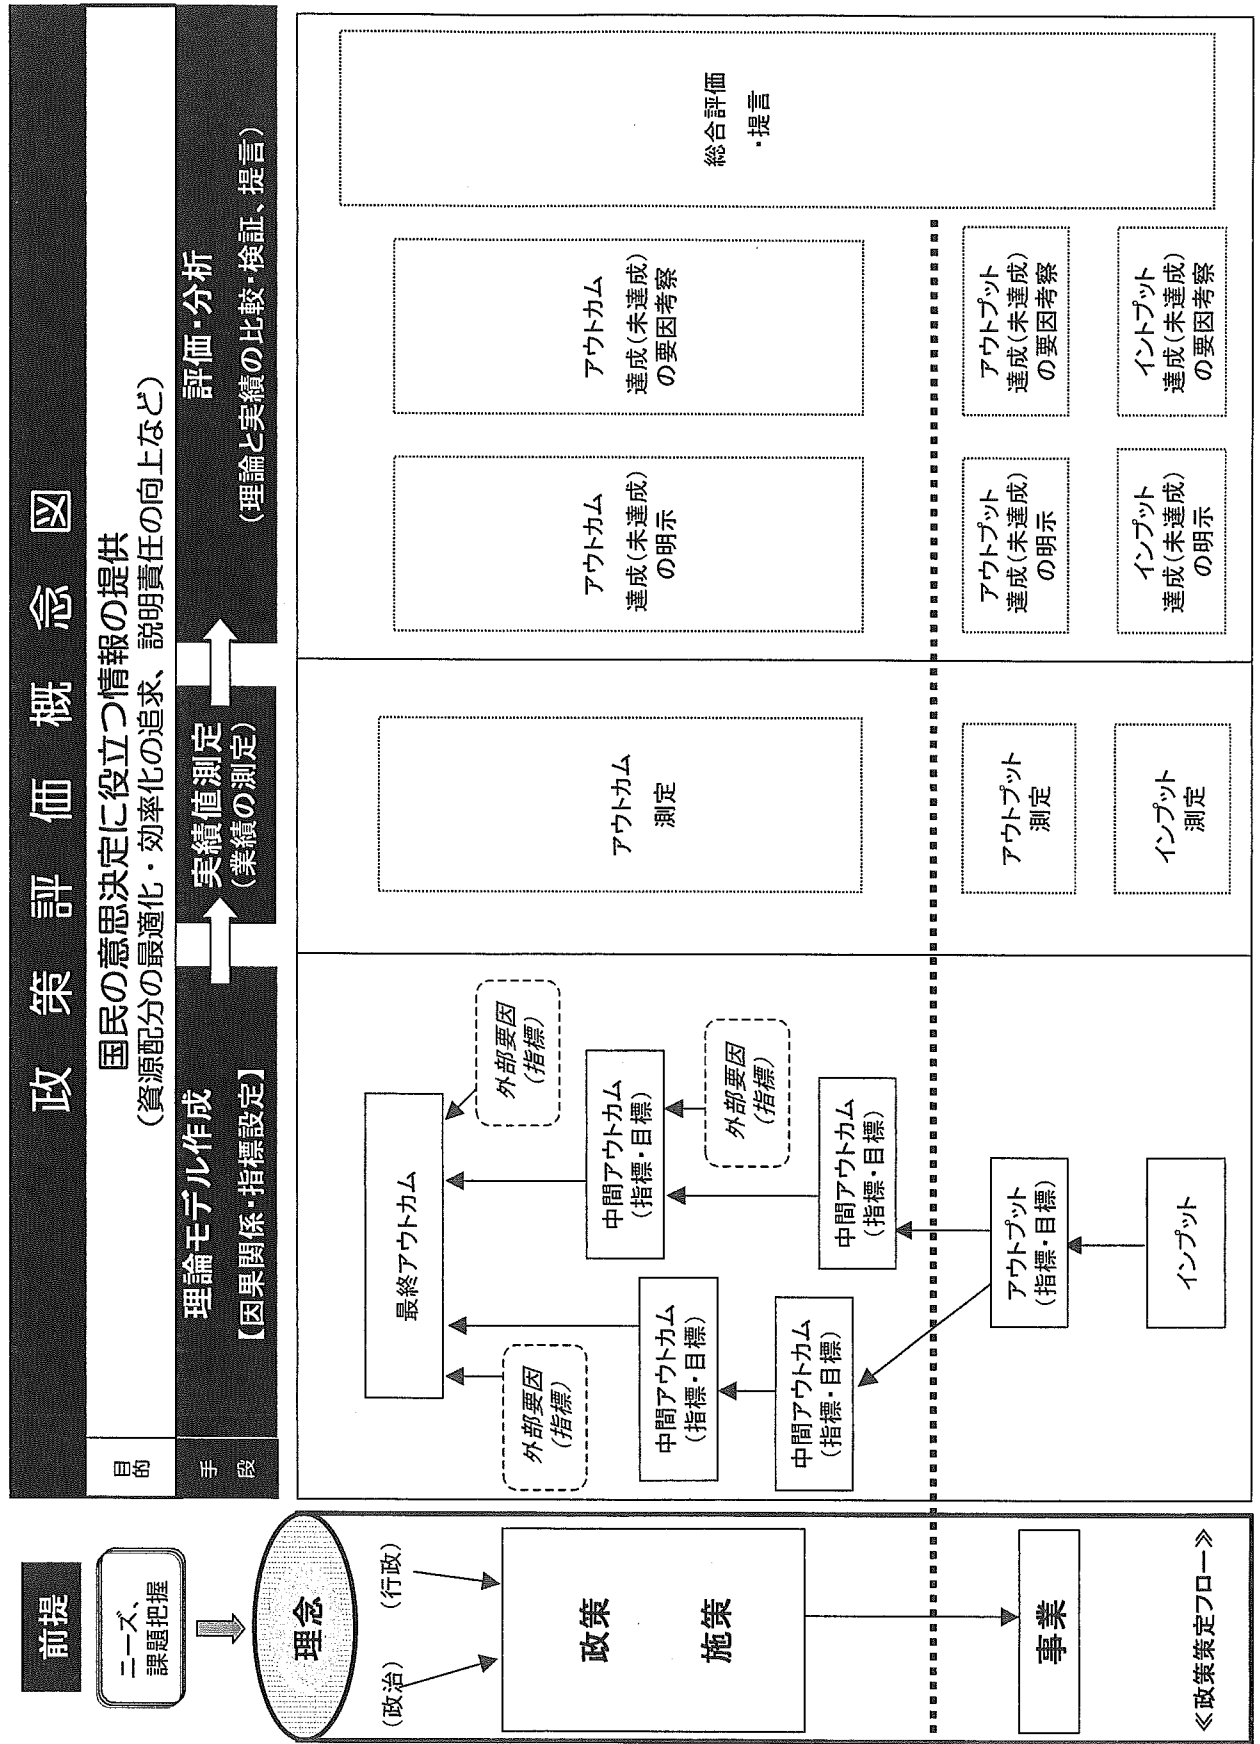 政策評価概念図
前提
ニーズ、
課題把握
目的
国民の意思決定に役立つ情報の提供
(資源配分の最適化・効率化の追求、説明責任の向上など)
手段
理論モデル作成
【因果関係・指標設定】
実績値測定
(業績の測定)
評価・分析
(理論と実績の比較・検証、提言)
理念
(政治)
(行政)
政策
施策
事業
≪政策策定フロー≫
最終アウトカム
外部要因
(指標)
外部要因
(指標)
中間アウトカム
(指標・目標)
中間アウトカム
(指標・目標)
外部要因
(指標)
中間アウトカム
(指標・目標)
中間アウトカム
(指標・目標)
アウトプット
(指標・目標)
インプット
アウトカム
測定
アウトプット
測定
インプット
測定
アウトカム
達成(未達成)
の明示
アウトプット
達成(未達成)
の明示
インプット
達成(未達成)
の明示
アウトカム
達成(未達成)
の要因考察
アウトプット
達成(未達成)
の要因考察
イントプット
達成(未達成)
の要因考察
総合評価
・提言